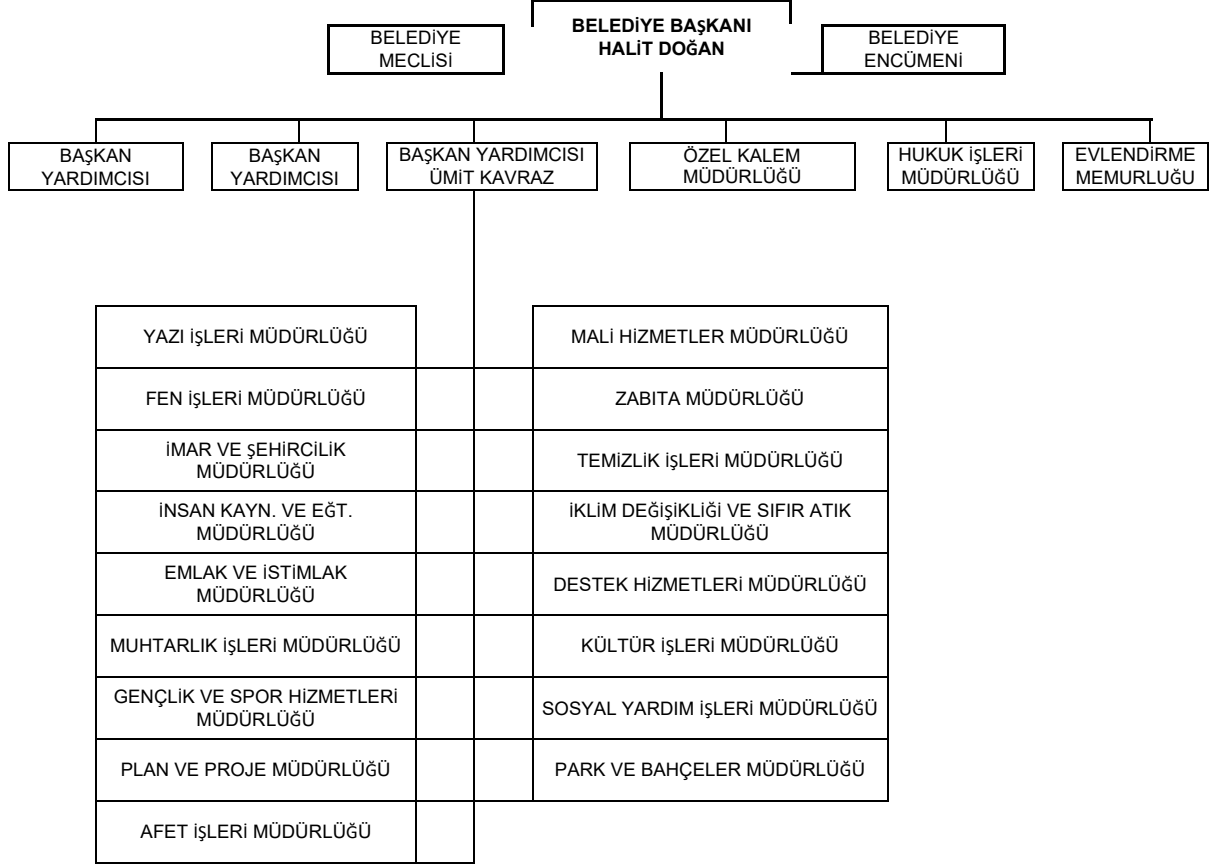 BELEDİYE BAŞKANI
HALİT DOĞAN
BELEDİYE
MECLİSİ
BELEDİYE
ENCÜMENİ
BAŞKAN
YARDIMCISI
BAŞKAN
YARDIMCISI
BAŞKAN YARDIMCISI
ÜMİT KAVRAZ
ÖZEL KALEM
MÜDÜRLÜĞÜ
HUKUK İŞLERİ
MÜDÜRLÜĞÜ
EVLENDİRME
MEMURLUĞU
YAZI İŞLERİ MÜDÜRLÜĞÜ
MALİ HİZMETLER MÜDÜRLÜĞÜ
FEN İŞLERİ MÜDÜRLÜĞÜ
ZABITA MÜDÜRLÜĞÜ
İMAR VE ŞEHİRCİLİK
MÜDÜRLÜĞÜ
TEMİZLİK İŞLERİ MÜDÜRLÜĞÜ
İNSAN KAYN. VE EĞT.
MÜDÜRLÜĞÜ
İKLİM DEĞİŞİKLİĞİ VE SIFIR ATIK
MÜDÜRLÜĞÜ
EMLAK VE İSTİMLAK
MÜDÜRLÜĞÜ
DESTEK HİZMETLERİ MÜDÜRLÜĞÜ
MUHTARLIK İŞLERİ MÜDÜRLÜĞÜ
KÜLTÜR İŞLERİ MÜDÜRLÜĞÜ
GENÇLİK VE SPOR HİZMETLERİ
MÜDÜRLÜĞÜ
SOSYAL YARDIM İŞLERİ MÜDÜRLÜĞÜ
PLAN VE PROJE MÜDÜRLÜĞÜ
PARK VE BAHÇELER MÜDÜRLÜĞÜ
AFET İŞLERİ MÜDÜRLÜĞÜ